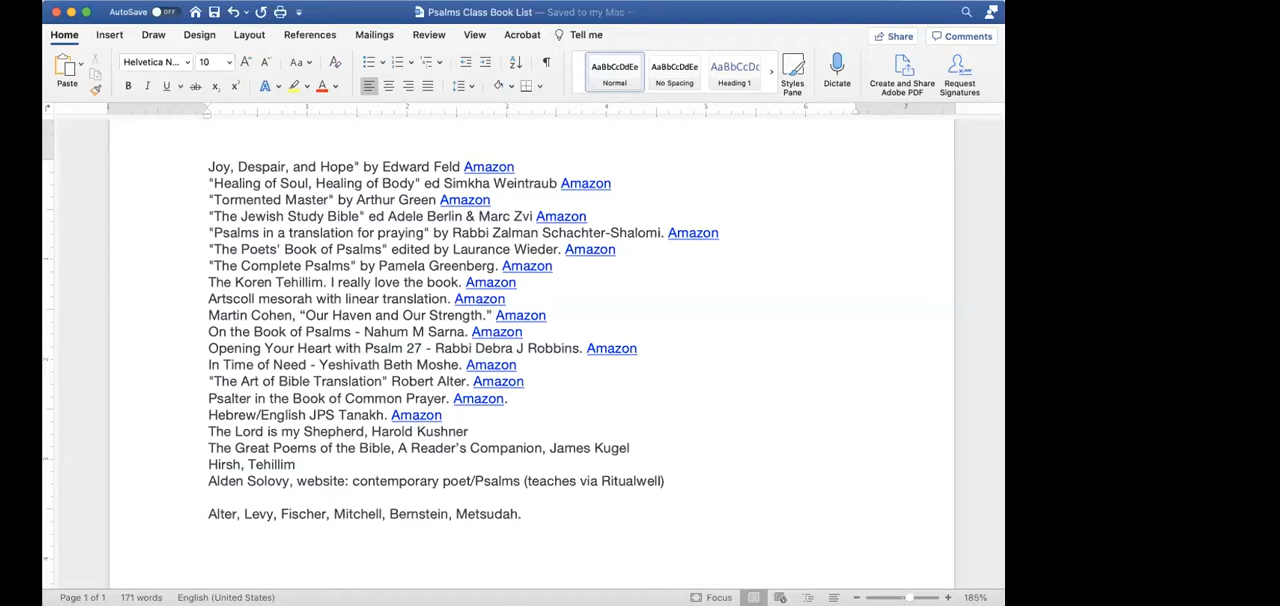 AutoSave OFF
Psalms Class Book List — Saved to my Mac
Home Insert Draw Design Layout References Mailings Review View Acrobat Tell me Share Comments
Paste
Helvetica N... 10
AaBbCcDdEe AaBbCcDdEe AaBbCcDc
Normal No Spacing Heading 1
Styles Pane
Dictate
Create and Share Adobe PDF
Request Signatures
1 2 3 4 5 6 7
Joy, Despair, and Hope" by Edward Feld Amazon
"Healing of Soul, Healing of Body" ed Simkha Weintraub Amazon
"Tormented Master" by Arthur Green Amazon
"The Jewish Study Bible" ed Adele Berlin & Marc Zvi Amazon
"Psalms in a translation for praying" by Rabbi Zalman Schachter-Shalomi. Amazon
"The Poets' Book of Psalms" edited by Laurance Wieder. Amazon
"The Complete Psalms" by Pamela Greenberg. Amazon
The Koren Tehillim. I really love the book. Amazon
Artscoll mesorah with linear translation. Amazon
Martin Cohen, “Our Haven and Our Strength.” Amazon
On the Book of Psalms - Nahum M Sarna. Amazon
Opening Your Heart with Psalm 27 - Rabbi Debra J Robbins. Amazon
In Time of Need - Yeshivath Beth Moshe. Amazon
"The Art of Bible Translation" Robert Alter. Amazon
Psalter in the Book of Common Prayer. Amazon.
Hebrew/English JPS Tanakh. Amazon
The Lord is my Shepherd, Harold Kushner
The Great Poems of the Bible, A Reader’s Companion, James Kugel
Hirsh, Tehillim
Alden Solovy, website: contemporary poet/Psalms (teaches via Ritualwell)
Alter, Levy, Fischer, Mitchell, Bernstein, Metsudah.
Page 1 of 1 171 words English (United States) Focus 185%